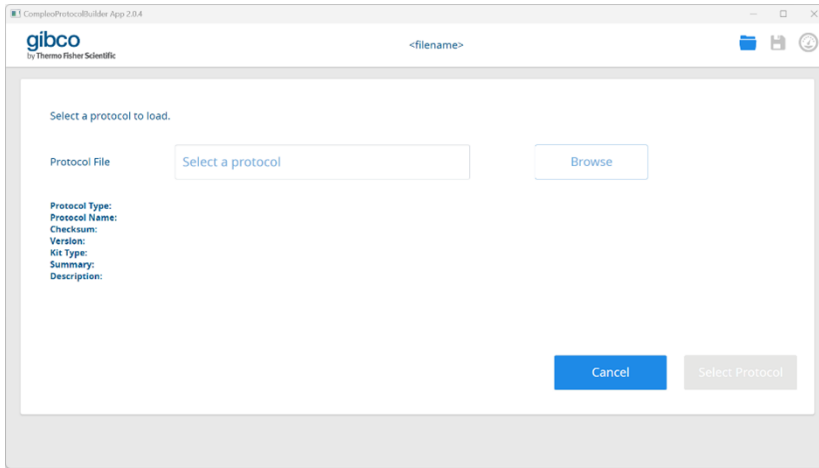 CompleoProtocolBuilder App 2.0.4
gibco
by Thermo Fisher Scientific
<filename>
Select a protocol to load.
Protocol File
Select a protocol
Browse
Protocol Type:
Protocol Name:
Checksum:
Version:
Kit Type:
Summary:
Description:
Cancel
Select Protocol